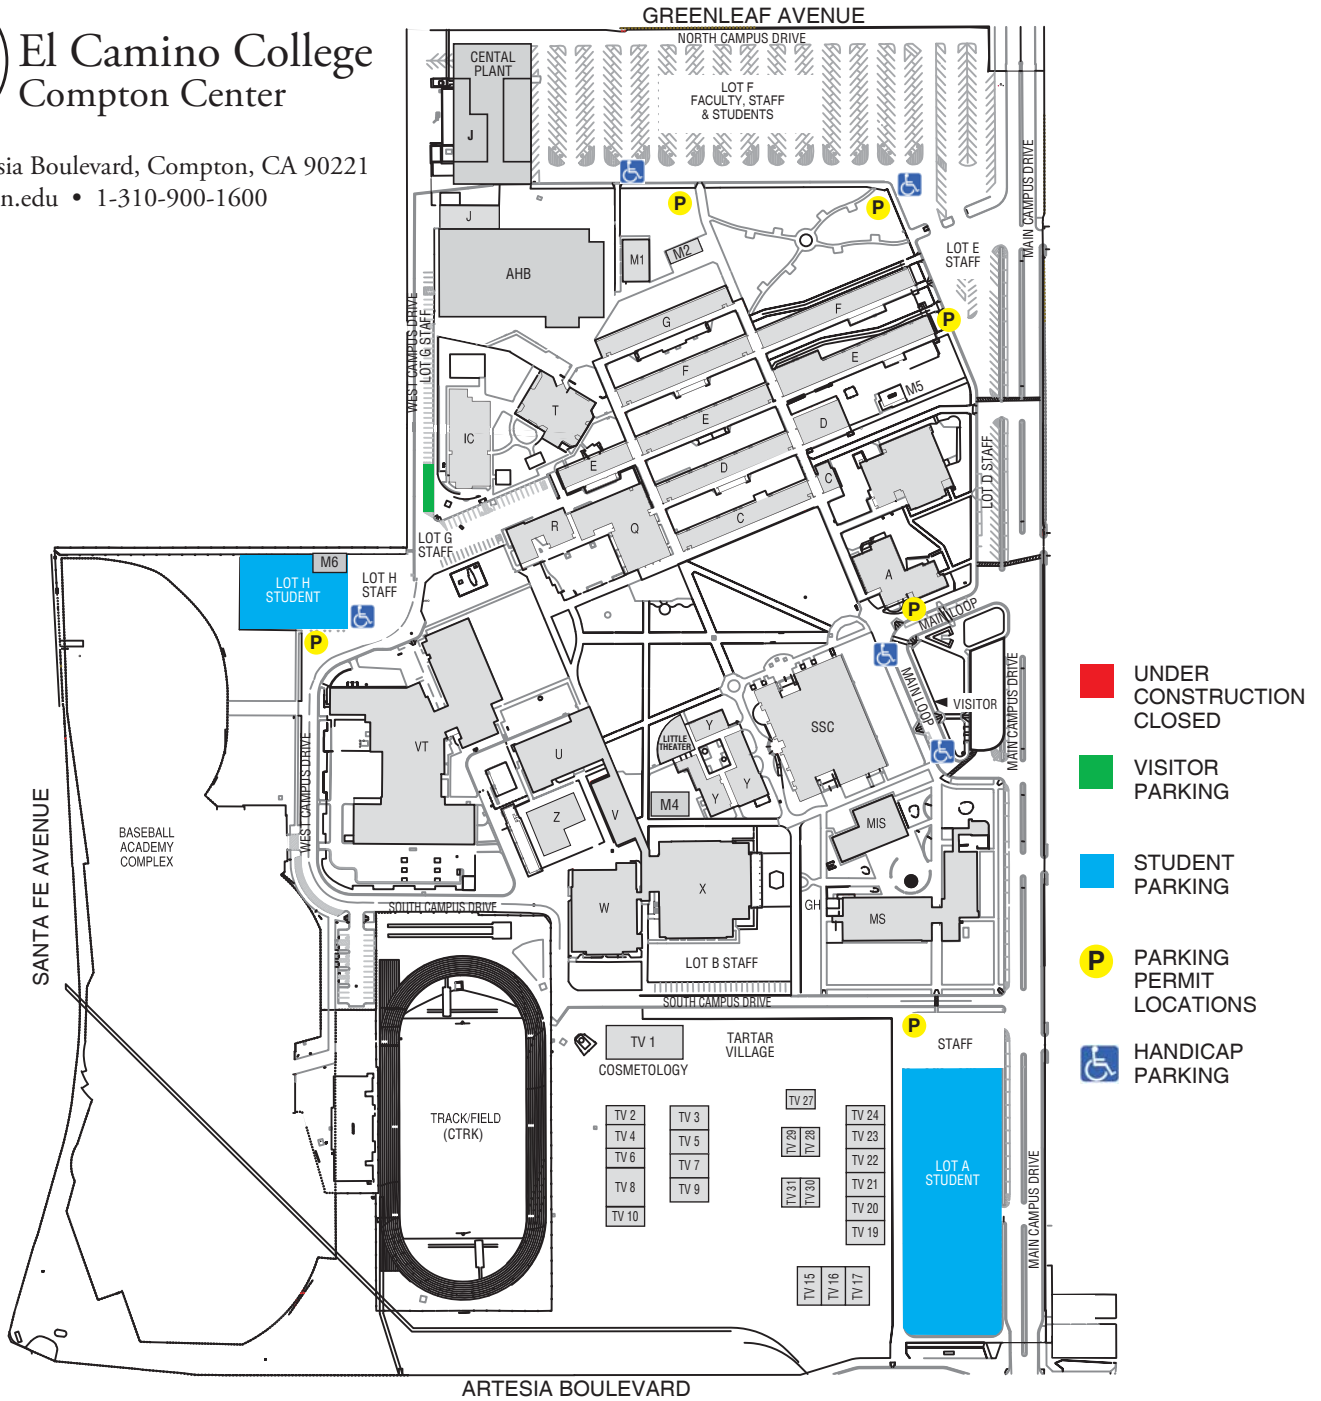 GREENLEAF AVENUE
NORTH CAMPUS DRIVE
El Camino College
Compton Center
sia Boulevard, Compton, CA 90221
n.edu • 1-310-900-1600
CENTAL
PLANT
J
J
LOT F
FACULTY, STAFF
& STUDENTS
P
P
MAIN CAMPUS DRIVE
MAIN CAMPUS DRIVE
LOT E
STAFF
AHB
M1
M2
WEST CAMPUS DRIVE
LOT G STAFF
G
F
F
E
P
M5
T
IC
E
D
E
D
C
C
LOT D STAFF
R
Q
LOT G
STAFF
A
M6
LOT H
STUDENT
LOT H
STAFF
P
P
MAIN LOOP
MAIN LOOP
VISITOR
MAIN CAMPUS DRIVE
SSC
LITTLE
THEATER
Y
Y
Y
VT
U
Z
V
M4
MIS
WEST CAMPUS DRIVE
SANTA FE AVENUE
BASEBALL
ACADEMY
COMPLEX
SOUTH CAMPUS DRIVE
W
X
GH
MS
LOT B STAFF
SOUTH CAMPUS DRIVE
P
STAFF
TV 1
COSMETOLOGY
TARTAR
VILLAGE
TRACK/FIELD
(CTRK)
TV 2
TV 4
TV 6
TV 8
TV 10
TV 3
TV 5
TV 7
TV 9
TV 27
TV 29
TV 28
TV 31
TV 30
TV 24
TV 23
TV 22
TV 21
TV 20
TV 19
TV 15
TV 16
TV 17
LOT A
STUDENT
MAIN CAMPUS DRIVE
ARTESIA BOULEVARD
UNDER
CONSTRUCTION
CLOSED
VISITOR
PARKING
STUDENT
PARKING
P
PARKING
PERMIT
LOCATIONS
HANDICAP
PARKING